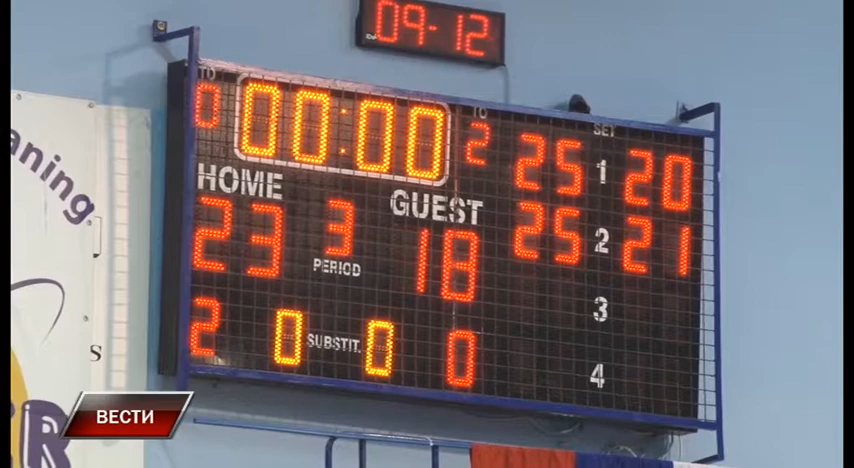 09-12
TO
0
00:00
TO
2
25
SET
1
20
HOME
GUEST
23
3
18
25
2
21
PERIOD
3
2
0
SUBSTIT.
0
0
4
ning
S
R
ВЕСТИ